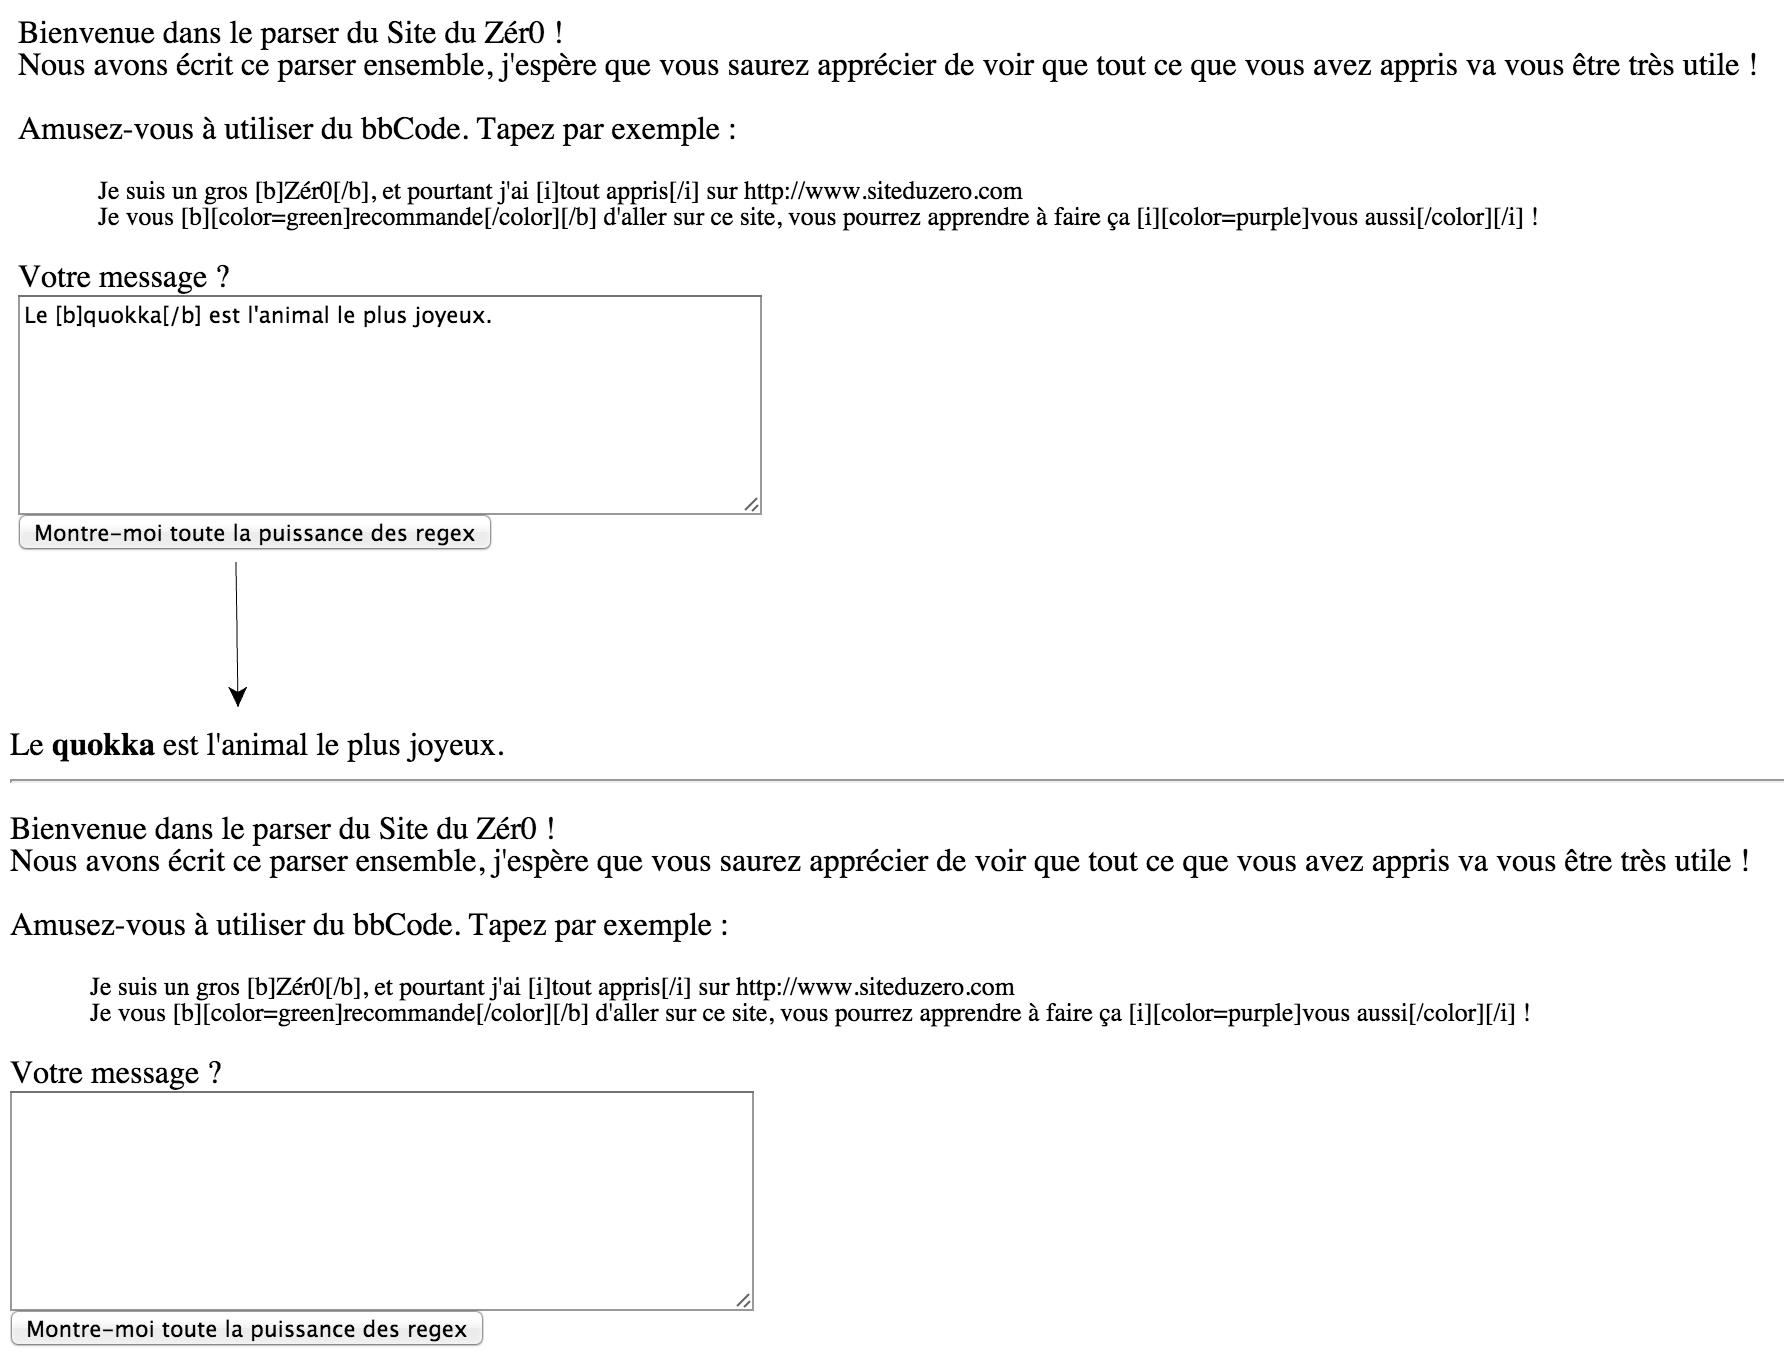 Bienvenue dans le parser du Site du Zér0 !
Nous avons écrit ce parser ensemble, j'espère que vous saurez apprécier de voir que tout ce que vous avez appris va vous être très utile !
Amusez-vous à utiliser du bbCode. Tapez par exemple :
Je suis un gros [b]Zér0[/b], et pourtant j'ai [i]tout appris[/i] sur http://www.siteduzero.com
Je vous [b][color=green]recommande[/color][/b] d'aller sur ce site, vous pourrez apprendre à faire ça [i][color=purple]vous aussi[/color][/i] !
Votre message ?
Le [b]quokka[/b] est l'animal le plus joyeux.
Montre-moi toute la puissance des regex
Le quokka est l'animal le plus joyeux.
Bienvenue dans le parser du Site du Zér0 !
Nous avons écrit ce parser ensemble, j'espère que vous saurez apprécier de voir que tout ce que vous avez appris va vous être très utile !
Amusez-vous à utiliser du bbCode. Tapez par exemple :
Je suis un gros [b]Zér0[/b], et pourtant j'ai [i]tout appris[/i] sur http://www.siteduzero.com
Je vous [b][color=green]recommande[/color][/b] d'aller sur ce site, vous pourrez apprendre à faire ça [i][color=purple]vous aussi[/color][/i] !
Votre message ?
Montre-moi toute la puissance des regex